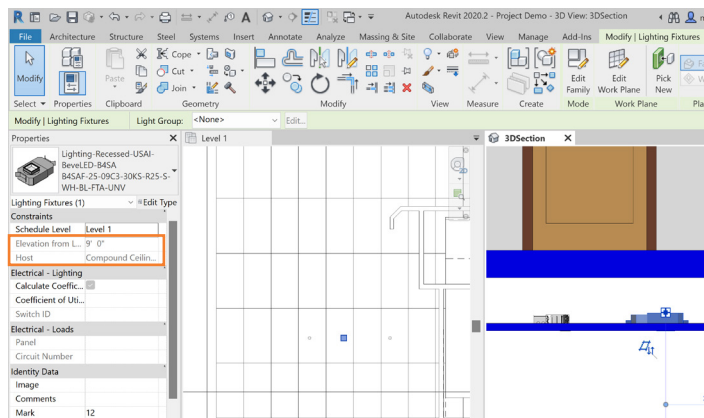 Autodesk Revit 2020.2 - Project Demo - 3D View: 3DSection
File Architecture Structure Steel Systems Insert Annotate Analyze Massing & Site Collaborate View Manage Add-Ins Modify | Lighting Fixtures
Modify
Paste
Cope
Cut
Join
Edit Family
Edit Work Plane
Pick New
Select Properties Clipboard Geometry Modify View Measure Create Mode Work Plane
Modify | Lighting Fixtures Light Group: <None> Edit...
Properties X
Level 1
3DSection X
Lighting-Recessed-USAI-
BeveLED-B4SA
B4SAF-25-09C3-30KS-R25-S-
WH-BL-FTA-UNV
Lighting Fixtures (1) Edit Type
Constraints
Schedule Level Level 1
Elevation from L... 9' 0"
Host Compound Ceilin...
Electrical - Lighting
Calculate Coeffic...
Coefficient of Uti...
Switch ID
Electrical - Loads
Panel
Circuit Number
Identity Data
Image
Comments
Mark 12